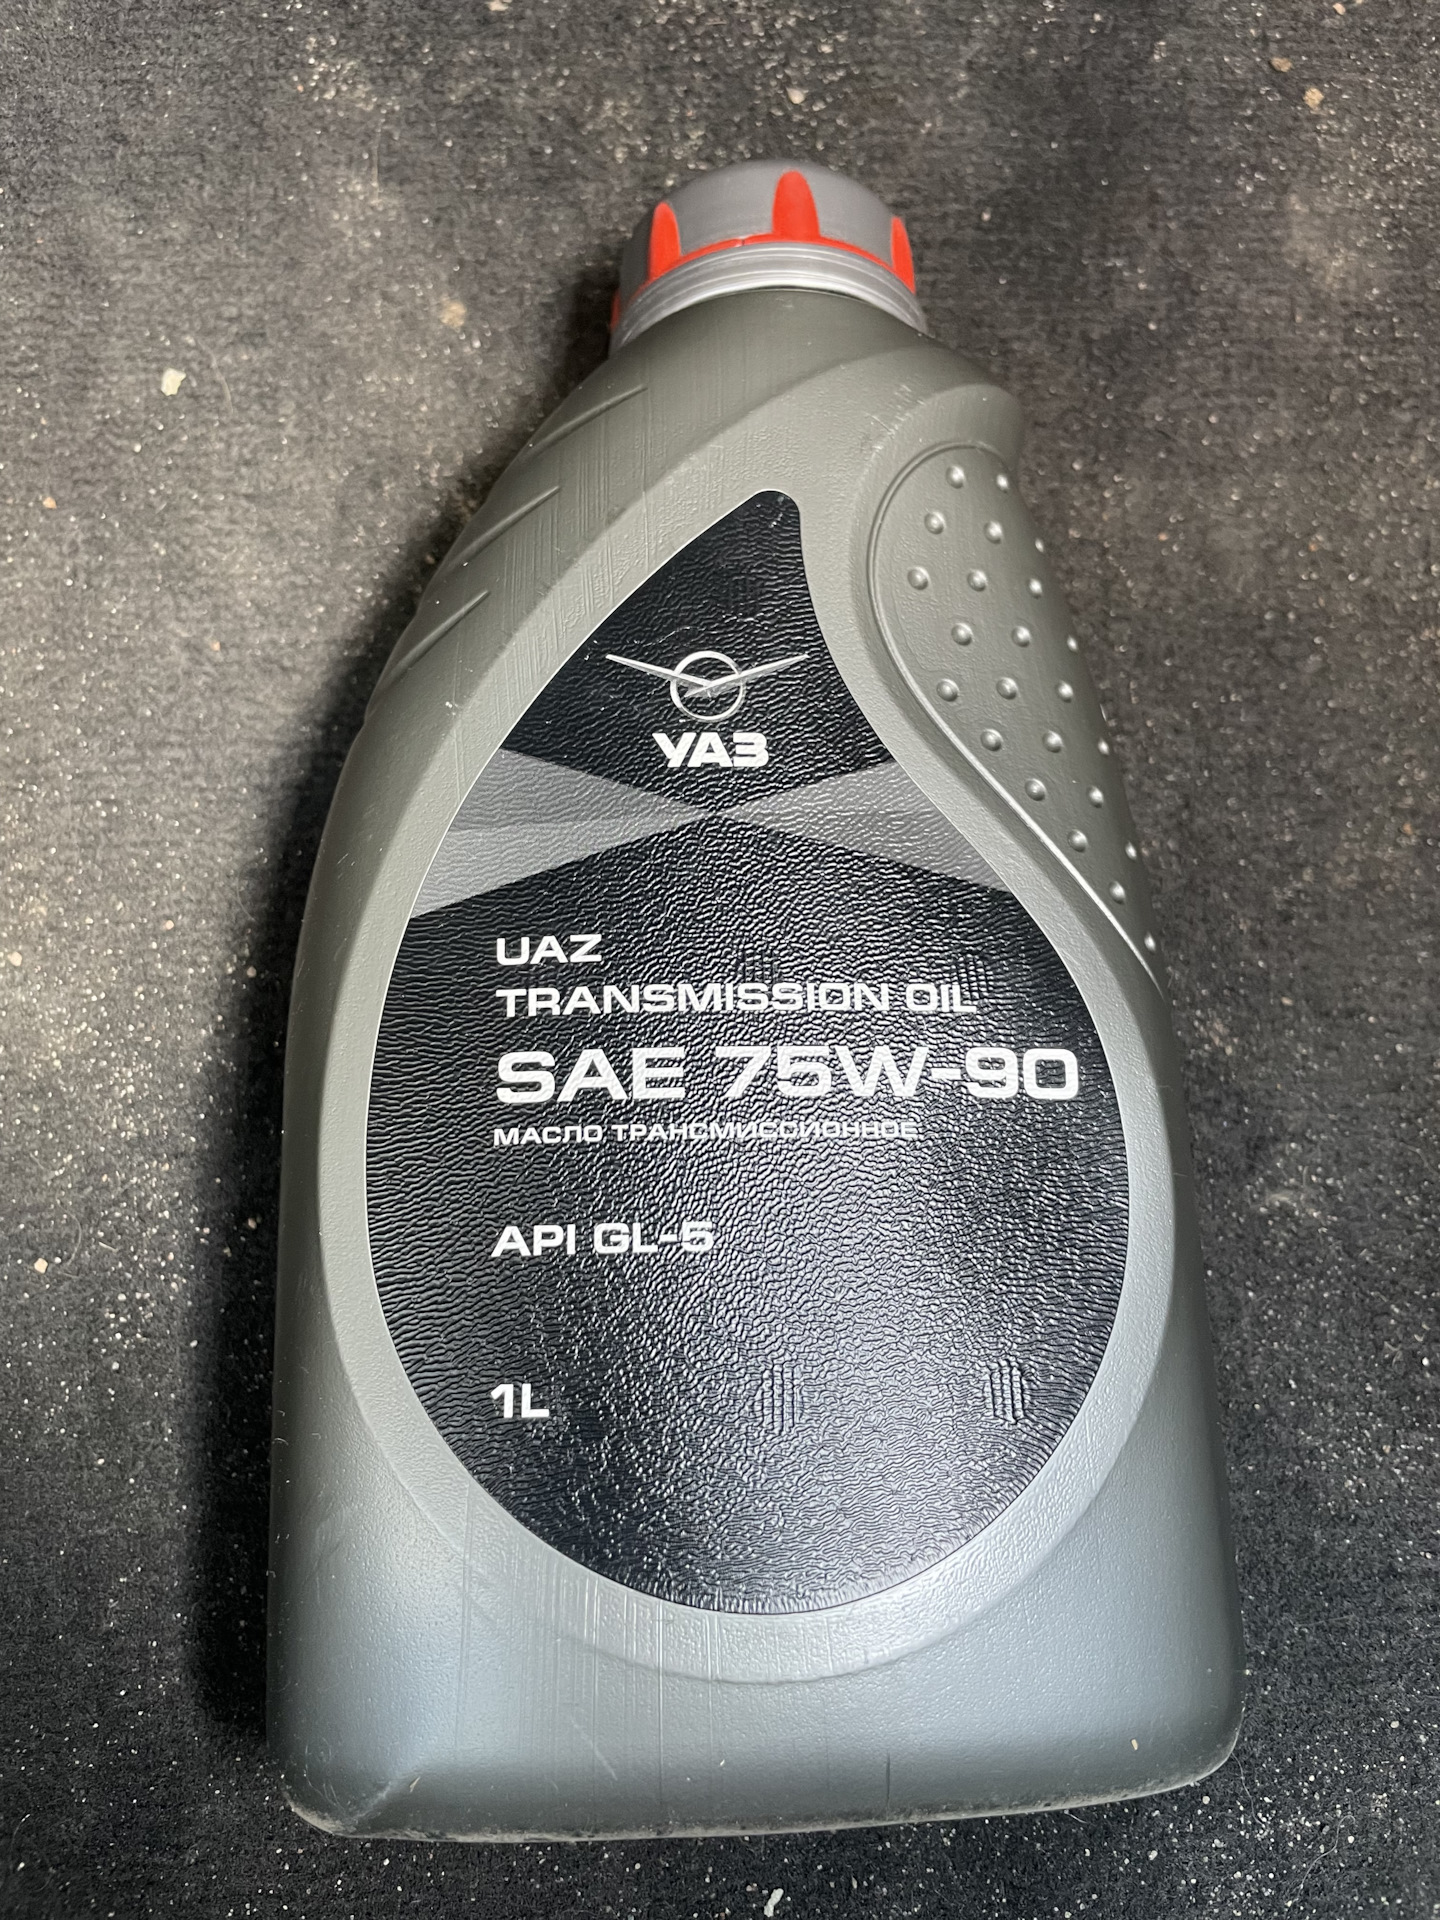 УАЗ
UAZ
TRANSMISSION OIL
SAE 75W-90
МАСЛО ТРАНСМИССИОННОЕ
API GL-5
1L